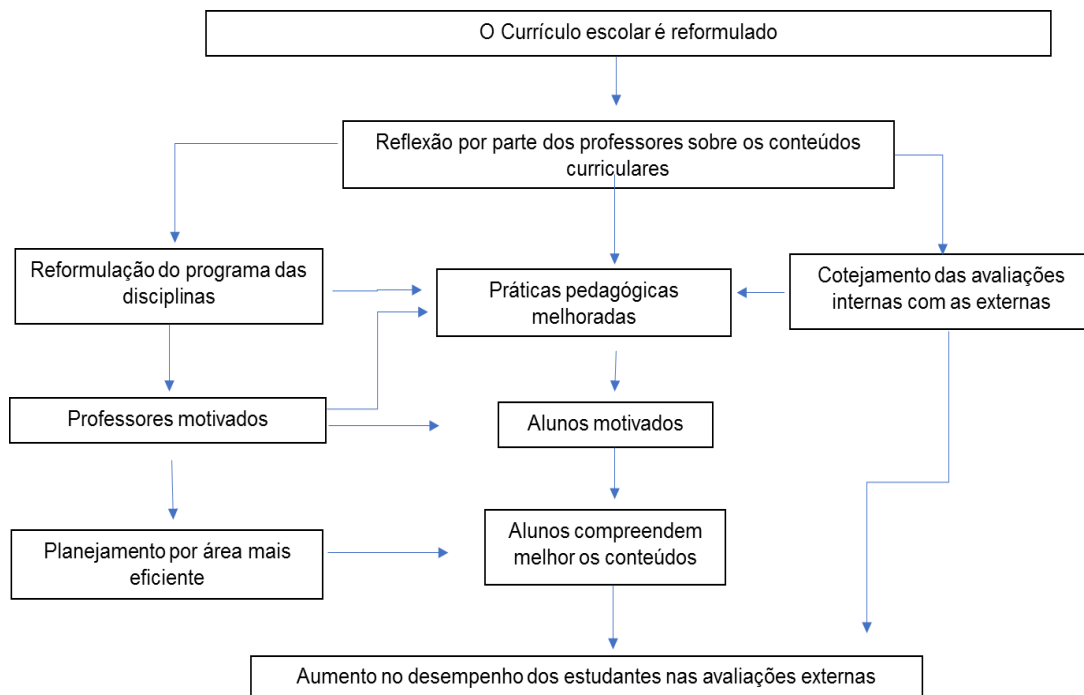 O Currículo escolar é reformulado
Reflexão por parte dos professores sobre os conteúdos
curriculares
Reformulação do programa das
disciplinas
Práticas pedagógicas
melhoradas
Cotejamento das avaliações
internas com as externas
Professores motivados
Alunos motivados
Planejamento por área mais
eficiente
Alunos compreendem
melhor os conteúdos
Aumento no desempenho dos estudantes nas avaliações externas